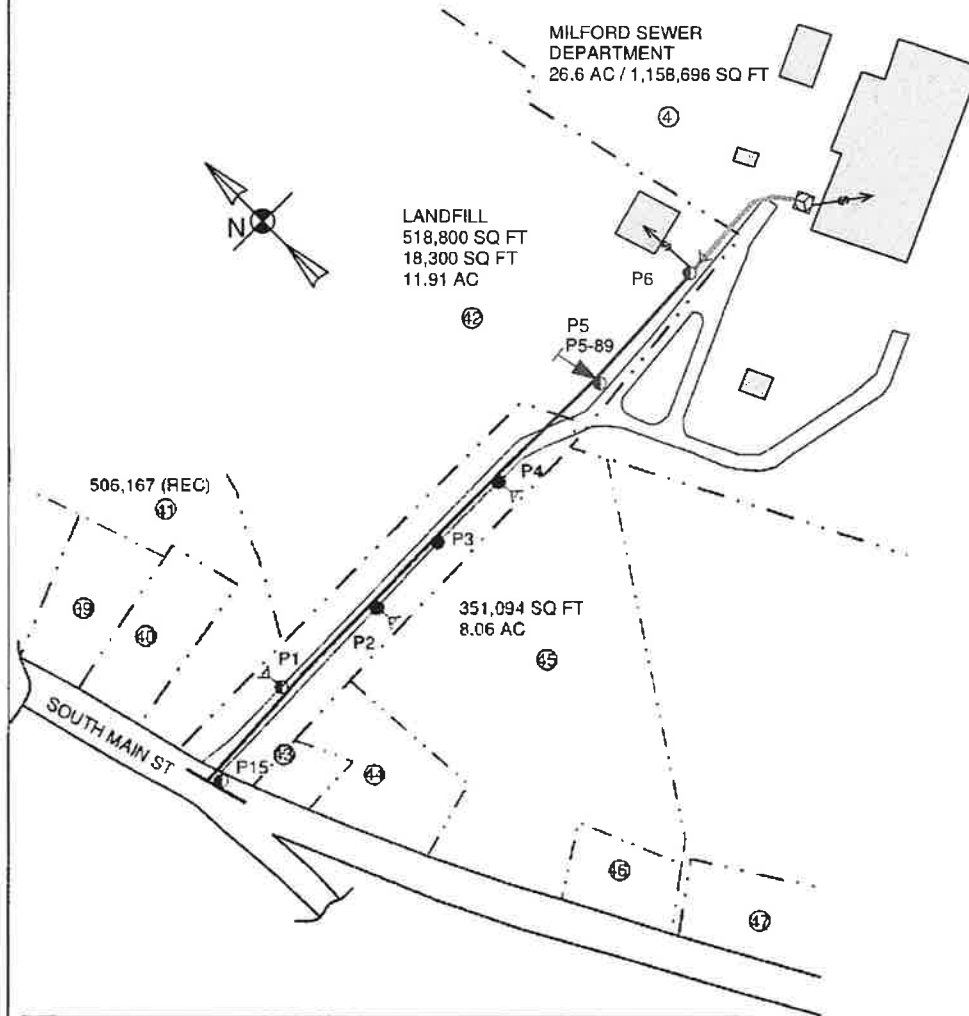 MILFORD SEWER
DEPARTMENT
26.6 AC / 1,158,696 SQ FT
4
N
LANDFILL
518,800 SQ FT
18,300 SQ FT
11.91 AC
42
P6
P5
P5-89
P4
506,167 (REC)
41
P3
39
40
351,094 SQ FT
8.06 AC
45
P2
P1
SOUTH MAIN ST
P15
43
44
46
47